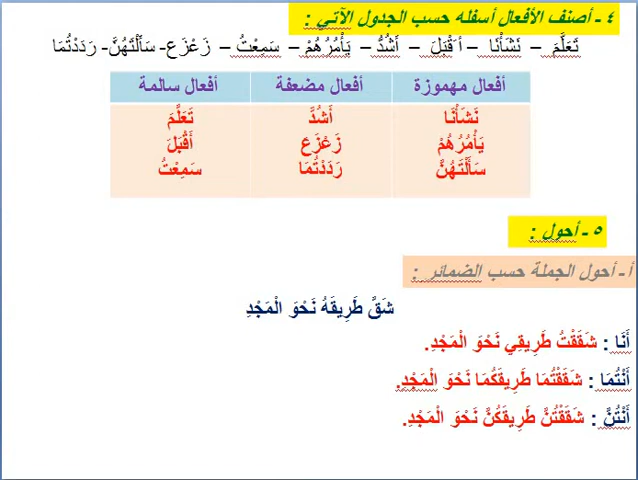 ٤ - أصنف الأفعال أسفله حسب الجدول الآتي :
تَعَلَّمَ – نَشَأْنَا – أَقْبَلَ – أَشُدُّ – يَأْمُرُهُمْ – سَمِعْتُ – زَعْزَعَ - سَأَلْتَهُنَّ - رَدَدْتُمَا
أفعال مهموزة أفعال مضعفة أفعال سالمة
نَشَأْنَا أَشُدُّ تَعَلَّمَ
يَأْمُرُهُمْ زَعْزَعَ أَقْبَلَ
سَأَلْتَهُنَّ رَدَدْتُمَا سَمِعْتُ
٥ - أحول :
أ - أحول الجملة حسب الضمائر :
شَقَّ طَرِيقَهُ نَحْوَ الْمَجْدِ
أَنَا : شَقَقْتُ طَرِيقِي نَحْوَ الْمَجْدِ.
أَنْتُمَا : شَقَقْتُمَا طَرِيقَكُمَا نَحْوَ الْمَجْدِ.
أَنْتُنَّ : شَقَقْتُنَّ طَرِيقَكُنَّ نَحْوَ الْمَجْدِ.